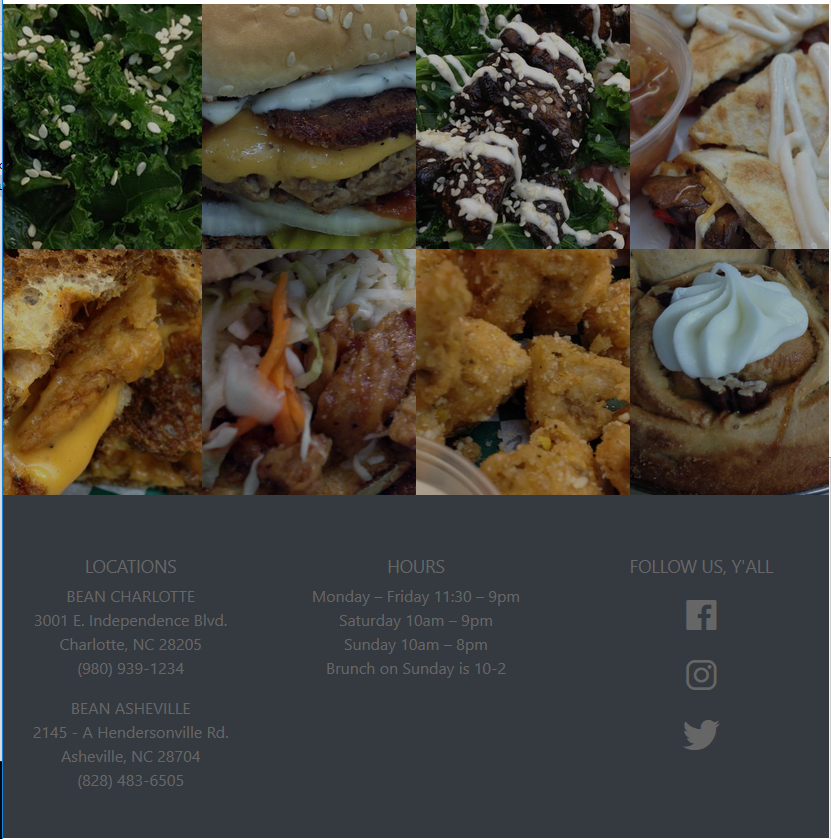 LOCATIONS
BEAN CHARLOTTE
3001 E. Independence Blvd.
Charlotte, NC 28205
(980) 939-1234
BEAN ASHEVILLE
2145 - A Hendersonville Rd.
Asheville, NC 28704
(828) 483-6505
HOURS
Monday – Friday 11:30 – 9pm
Saturday 10am – 9pm
Sunday 10am – 8pm
Brunch on Sunday is 10-2
FOLLOW US, Y'ALL